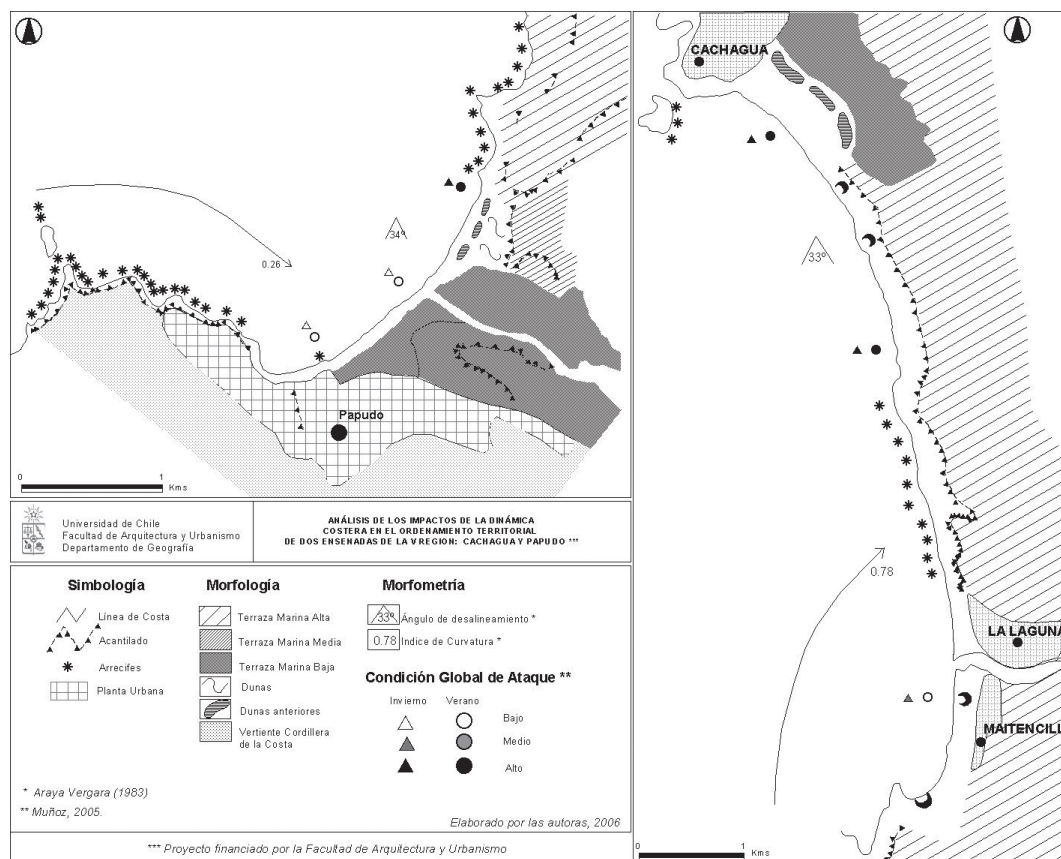 34º
0.26
Papudo
0
1
Kms
Universidad de Chile
Facultad de Arquitectura y Urbanismo
Departamento de Geografía
ANÁLISIS DE LOS IMPACTOS DE LA DINÁMICA
COSTERA EN EL ORDENAMIENTO TERRITORIAL
DE DOS ENSENADAS DE LA V REGION: CACHAGUA Y PAPUDO ***
Simbología
Línea de Costa
Acantilado
Arrecifes
Planta Urbana
Morfología
Terraza Marina Alta
Terraza Marina Media
Terraza Marina Baja
Dunas
Dunas anteriores
Vertiente Cordillera
de la Costa
Morfometría
33º
Ángulo de desalineamiento *
0.78
Indice de Curvatura *
Condición Global de Ataque **
Invierno
Verano
Bajo
Medio
Alto
* Araya Vergara (1983)
** Muñoz, 2005.
Elaborado por las autoras, 2006
*** Proyecto financiado por la Facultad de Arquitectura y Urbanismo
CACHAGUA
33º
0.78
LA LAGUNA
MAITENCILL
0
1
Kms